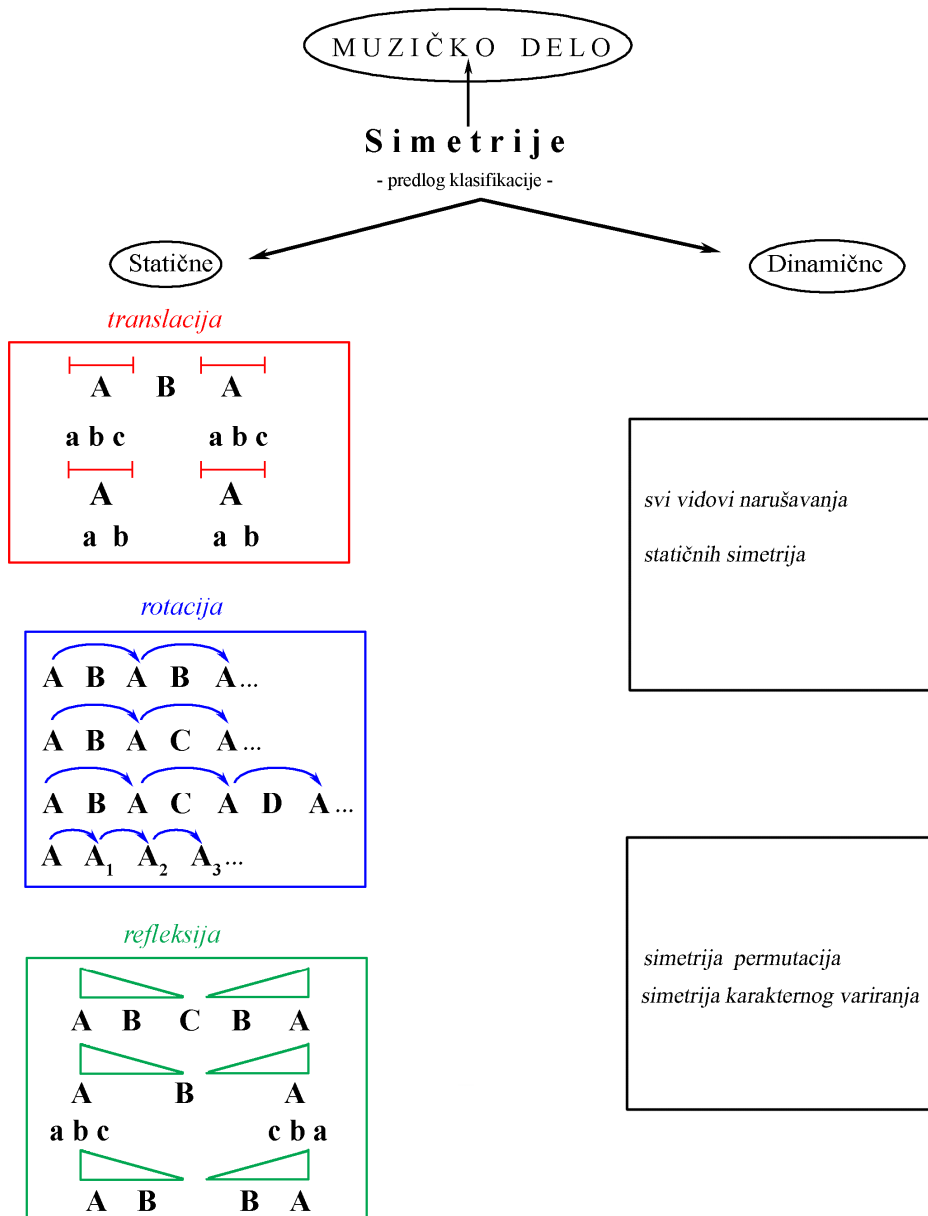 MUZIČKO DELO
Simetrije
- predlog klasifikacije -
Statične
Dinamične
translacija
A B A
a b c a b c
A A
a b a b
svi vidovi narušavanja
statičnih simetrija
rotacija
A B A B A...
A B A C A...
A B A C A D A...
A A₁ A₂ A₃...
refleksija
A B C B A
A B A
a b c c b a
A B B A
simetrija permutacija
simetrija karakternog variranja